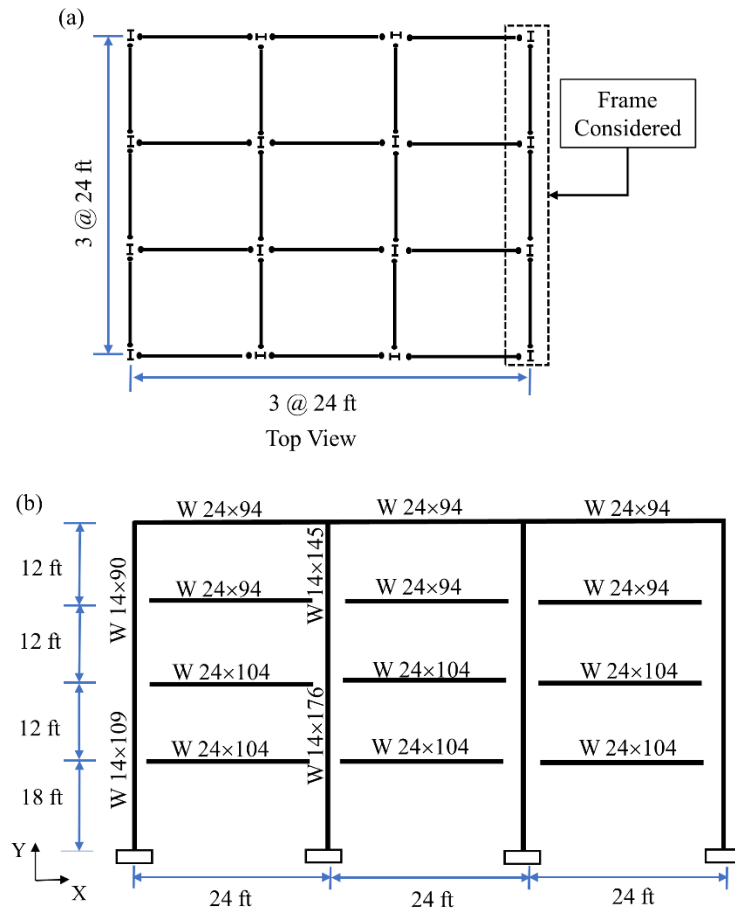 (a)
3 @ 24 ft
Frame
Considered
3 @ 24 ft
Top View
(b)
W 24×94
W 24×94
W 24×94
12 ft
W 14×90
W 14×145
W 24×94
W 24×94
W 24×94
12 ft
W 24×104
W 24×104
W 24×104
12 ft
W 14×109
W 14×176
W 24×104
W 24×104
W 24×104
18 ft
Y
X
24 ft
24 ft
24 ft